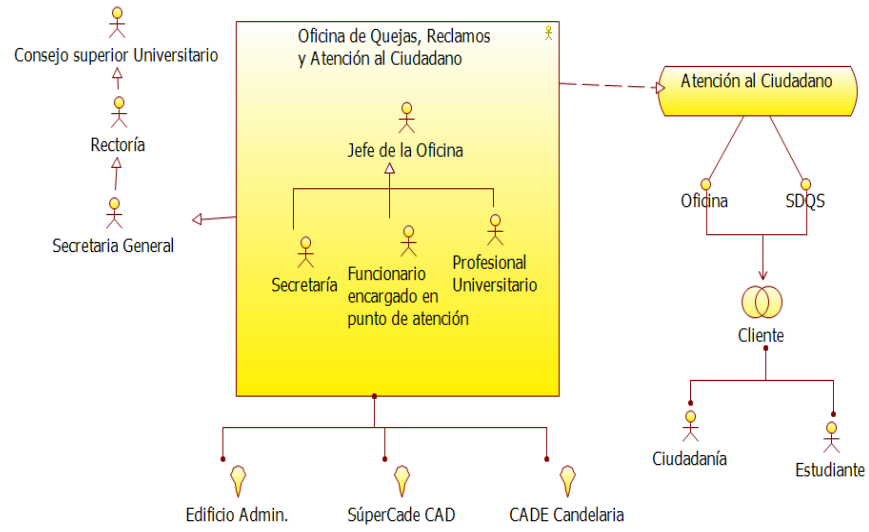 Consejo superior Universitario
Rectoría
Secretaria General
Oficina de Quejas, Reclamos
y Atención al Ciudadano
Jefe de la Oficina
Secretaría
Funcionario
encargado en
punto de atención
Profesional
Universitario
Atención al Ciudadano
Oficina
SDQS
Cliente
Ciudadanía
Estudiante
Edificio Admin.
SúperCade CAD
CADE Candelaria